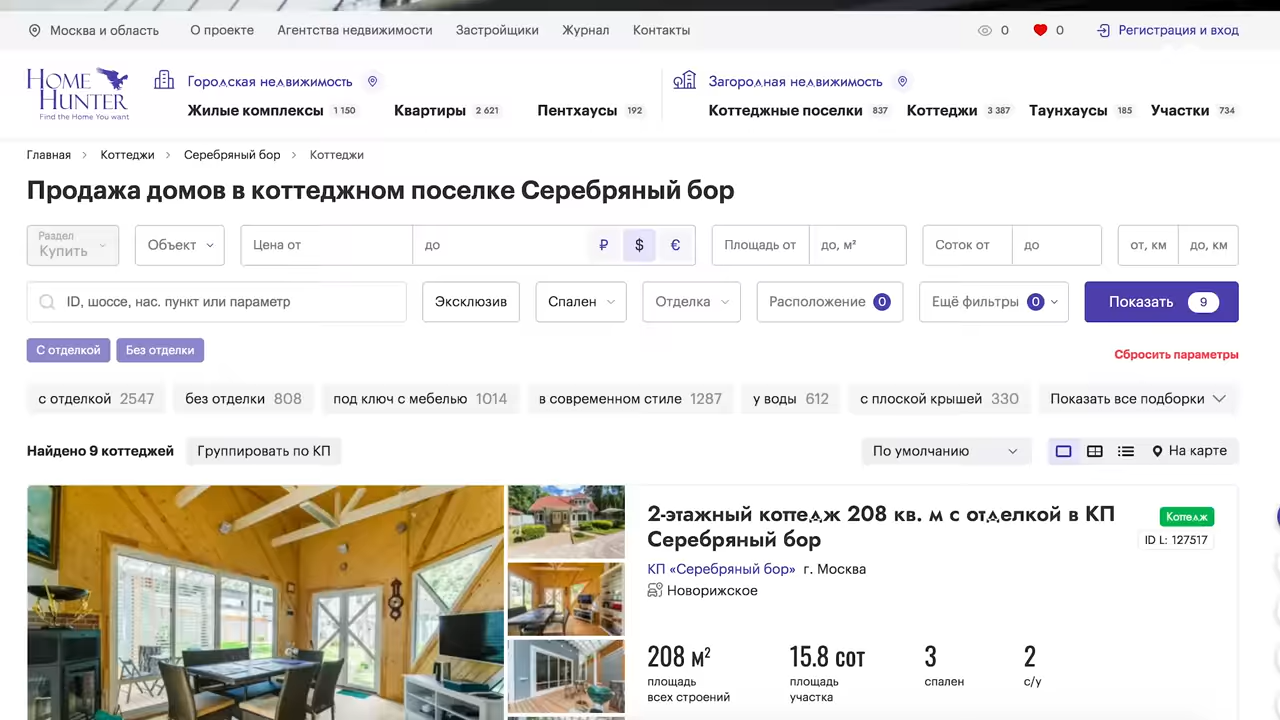 Москва и область О проекте Агентства недвижимости Застройщики Журнал Контакты 0 0 Регистрация и вход
HOME HUNTER
Find the Home You want
Городская недвижимость
Жилые комплексы 1 150 Квартиры 2 621 Пентхаусы 192
Загородная недвижимость
Коттеджные поселки 837 Коттеджи 3 387 Таунхаусы 185 Участки 734
Главная > Коттеджи > Серебряный бор > Коттеджи
Продажа домов в коттеджном поселке Серебряный бор
Раздел
Купить Объект Цена от до ₽ $ € Площадь от до, м² Соток от до от, км до, км
ID, шоссе, нас. пункт или параметр Эксклюзив Спален Отделка Расположение 0 Ещё фильтры 0 Показать 9
С отделкой Без отделки Сбросить параметры
с отделкой 2547 без отделки 808 под ключ с мебелью 1014 в современном стиле 1287 у воды 612 с плоской крышей 330 Показать все подборки
Найдено 9 коттеджей Группировать по КП По умолчанию На карте
2-этажный коттедж 208 кв. м с отделкой в КП
Серебряный бор
Коттедж
ID L: 127517
КП «Серебряный бор» г. Москва
Новорижское
208 м² 15.8 сот 3 2
площадь площадь спален с/у
всех строений участка